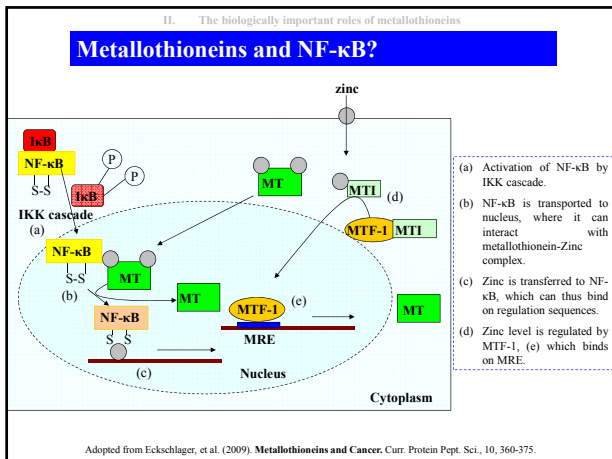 II. The biologically important roles of metallothioneins
Metallothioneins and NF-κB?
zinc
IκB
NF-κB
S-S
P
P
IκB
IKK cascade
(a)
MT
MTI
(d)
MTF-1
MTI
NF-κB
S-S
MT
(b)
MT
NF-κB
S S
(c)
MTF-1
(e)
MRE
MT
Nucleus
Cytoplasm
(a) Activation of NF-κB by
IKK cascade.
(b) NF-κB is transported to
nucleus, where it can
interact with
metallothionein-Zinc
complex.
(c) Zinc is transferred to NF-
κB, which can thus bind
on regulation sequences.
(d) Zinc level is regulated by
MTF-1, (e) which binds
on MRE.
Adopted from Eckschlager, et al. (2009). Metallothioneins and Cancer. Curr. Protein Pept. Sci., 10, 360-375.